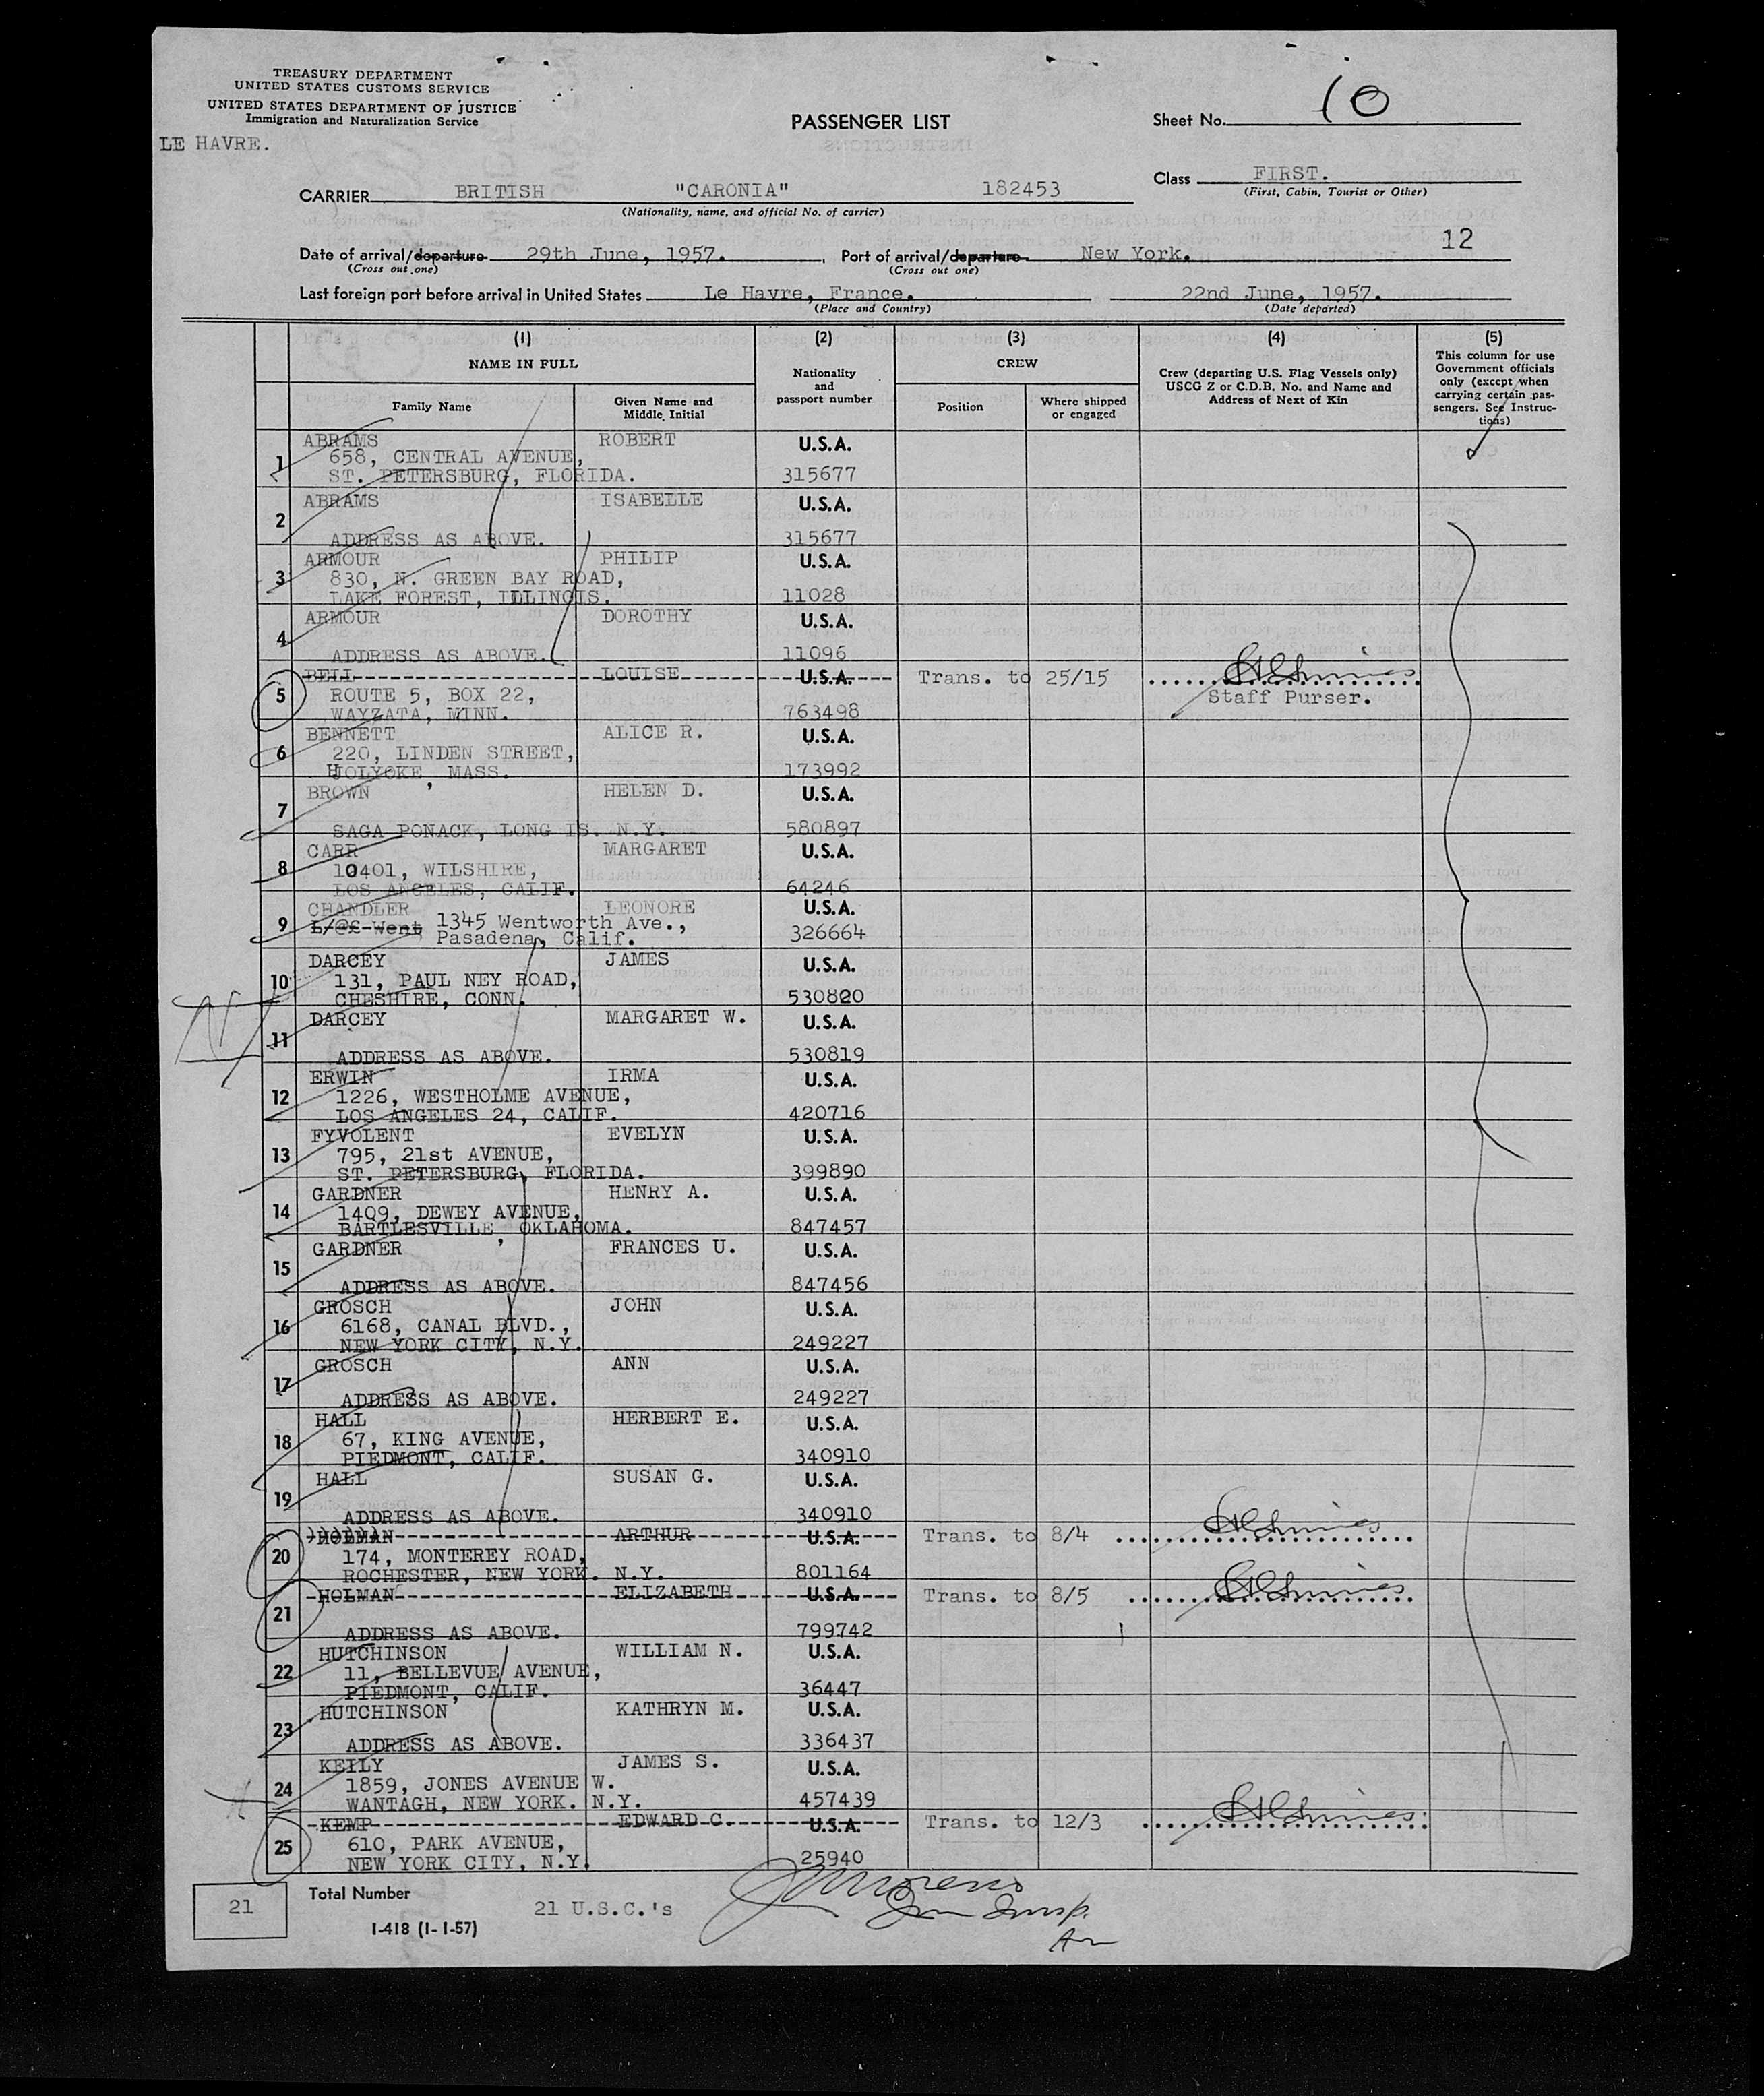 TREASURY DEPARTMENT
UNITED STATES CUSTOMS SERVICE
UNITED STATES DEPARTMENT OF JUSTICE
Immigration and Naturalization Service
LE HAVRE.
PASSENGER LIST
Sheet No. 10
Class FIRST.
(First, Cabin, Tourist or Other)
CARRIER BRITISH "CARONIA" 182453
(Nationality, name, and official No. of carrier)
12
Date of arrival/departure 29th June, 1957. Port of arrival/departure New York.
(Cross out one) (Cross out one)
Last foreign port before arrival in United States Le Havre, France. 22nd June, 1957.
(Place and Country) (Date departed)
(1) (2) (3) (4) (5)
NAME IN FULL
Family Name
Given Name and Middle Initial
Nationality and passport number
CREW
Position
Where shipped or engaged
Crew (departing U.S. Flag Vessels only) USCG Z or C.D.B. No. and Name and Address of Next of Kin
This column for use Government officials only (except when carrying certain pas-sengers. See Instruc-tions)
1 ABRAMS ROBERT U.S.A.
658, CENTRAL AVENUE,
ST. PETERSBURG, FLORIDA. 315677
2 ABRAMS ISABELLE U.S.A.
ADDRESS AS ABOVE. 315677
3 ARMOUR PHILIP U.S.A.
830, N. GREEN BAY ROAD,
LAKE FOREST, ILLINOIS. 11028
4 ARMOUR DOROTHY U.S.A.
ADDRESS AS ABOVE. 11096
5 BELL LOUISE U.S.A. Trans. to 25/15
ROUTE 5, BOX 22, Staff Purser.
WAYZATA, MINN. 763498
6 BENNETT ALICE R. U.S.A.
220, LINDEN STREET,
HOLYOKE, MASS. 173992
7 BROWN HELEN D. U.S.A.
SAGA PONACK, LONG IS. N.Y. 580897
8 CARR MARGARET U.S.A.
10401, WILSHIRE,
LOS ANGELES, CALIF. 64246
9 CHANDLER LEONORE U.S.A.
L/@£-Went 1345 Wentworth Ave.,
Pasadena, Calif. 326664
10 DARCEY JAMES U.S.A.
131, PAUL NEY ROAD,
CHESHIRE, CONN. 530820
11 DARCEY MARGARET W. U.S.A.
ADDRESS AS ABOVE. 530819
12 ERWIN IRMA U.S.A.
1226, WESTHOLME AVENUE,
LOS ANGELES 24, CALIF. 420716
13 FYVOLENT EVELYN U.S.A.
795, 21st AVENUE,
ST. PETERSBURG, FLORIDA. 399890
14 GARDNER HENRY A. U.S.A.
1409, DEWEY AVENUE,
BARTLESVILLE, OKLAHOMA. 847457
15 GARDNER FRANCES U. U.S.A.
ADDRESS AS ABOVE. 847456
16 GROSCH JOHN U.S.A.
6168, CANAL BLVD.,
NEW YORK CITY, N.Y. 249227
17 GROSCH ANN U.S.A.
ADDRESS AS ABOVE. 249227
18 HALL HERBERT E. U.S.A.
67, KING AVENUE,
PIEDMONT, CALIF. 340910
19 HALL SUSAN G. U.S.A.
ADDRESS AS ABOVE. 340910
20 HOLMAN ARTHUR U.S.A. Trans. to 8/4
174, MONTEREY ROAD,
ROCHESTER, NEW YORK. N.Y. 801164
21 HOLMAN ELIZABETH U.S.A. Trans. to 8/5
ADDRESS AS ABOVE. 799742
22 HUTCHINSON WILLIAM N. U.S.A.
11, BELLEVUE AVENUE,
PIEDMONT, CALIF. 36447
23 HUTCHINSON KATHRYN M. U.S.A.
ADDRESS AS ABOVE. 336437
24 KEILY JAMES S. U.S.A.
1859, JONES AVENUE W.
WANTAGH, NEW YORK. N.Y. 457439
25 KEMP EDWARD C. U.S.A. Trans. to 12/3
610, PARK AVENUE,
NEW YORK CITY, N.Y. 25940
21 Total Number 21 U.S.C.'s
I-418 (1-1-57)